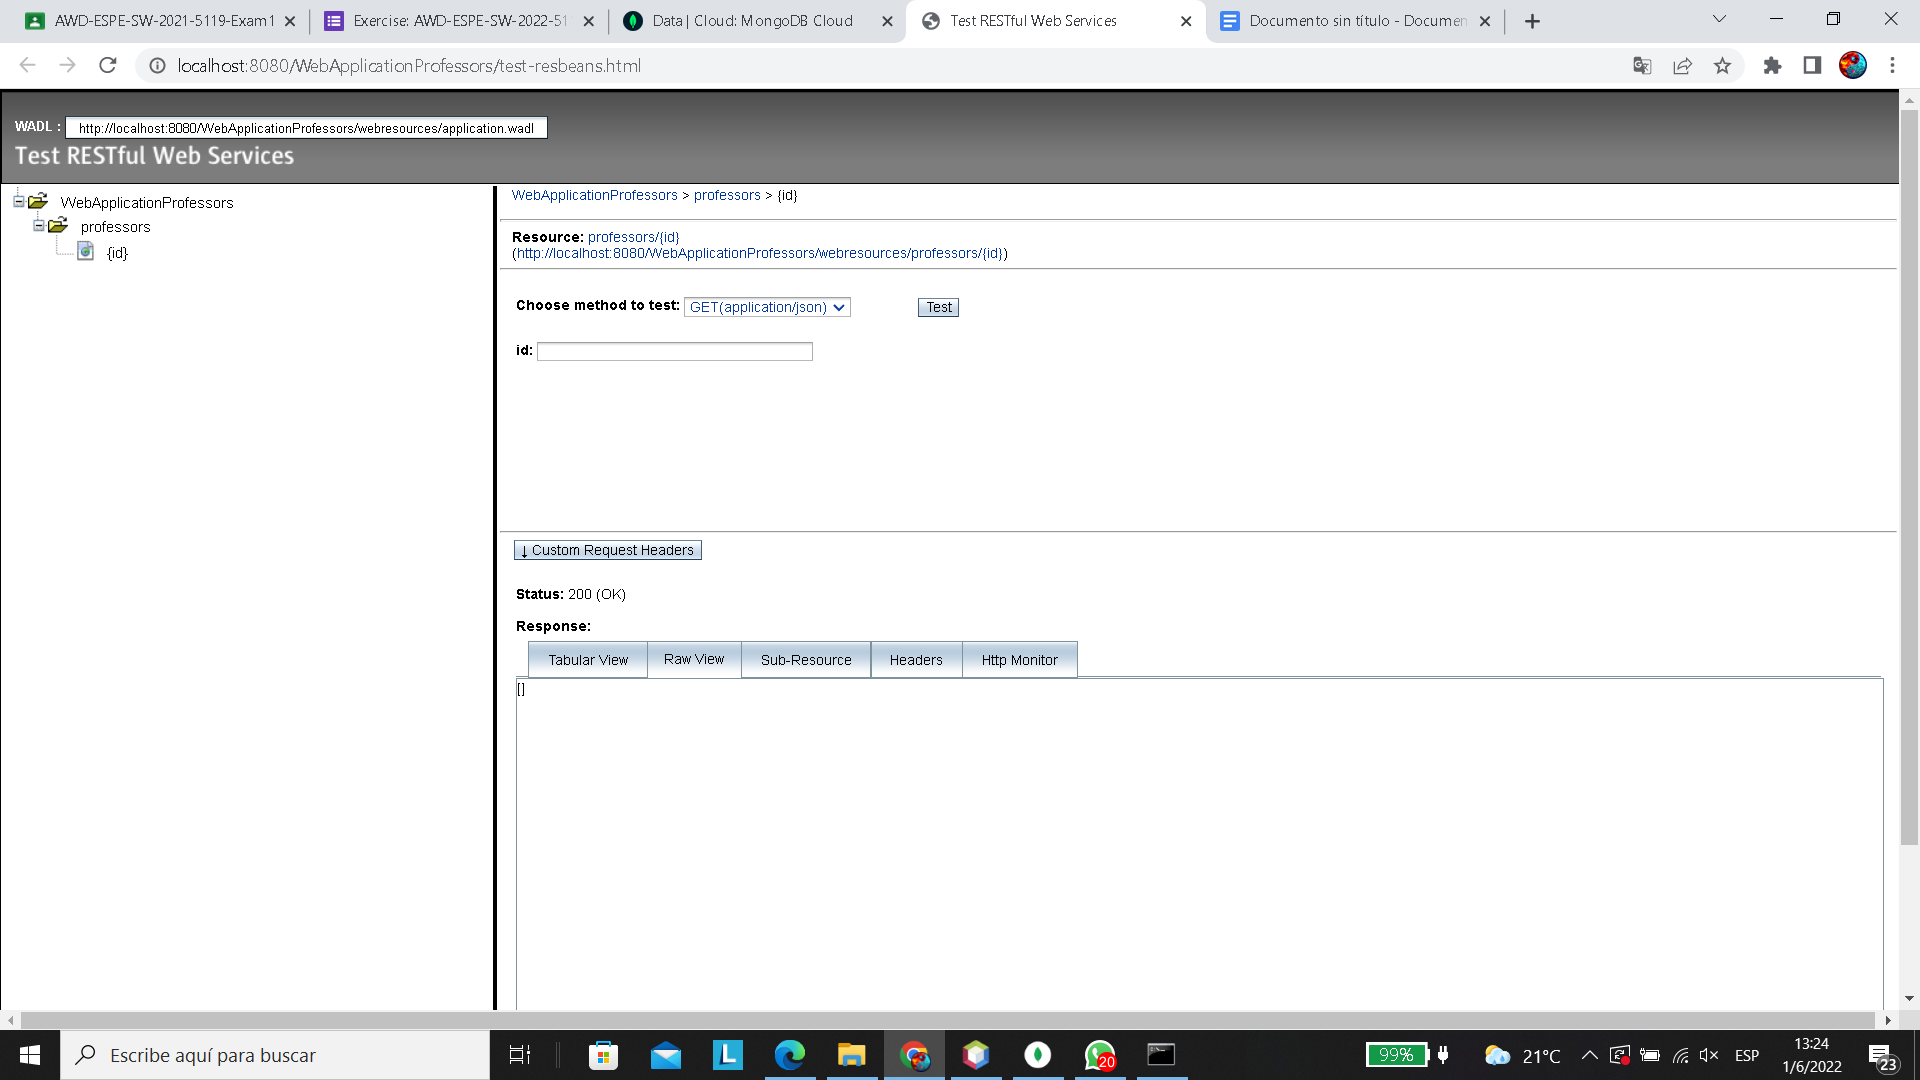 AWD-ESPE-SW-2021-5119-Exam1
Exercise: AWD-ESPE-SW-2022-51
Data | Cloud: MongoDB Cloud
Test RESTful Web Services
Documento sin título - Documen
localhost:8080/WebApplicationProfessors/test-resbeans.html
WADL : http://localhost:8080/WebApplicationProfessors/webresources/application.wadl
Test RESTful Web Services
WebApplicationProfessors
professors
{id}
WebApplicationProfessors > professors > {id}
Resource: professors/{id}
(http://localhost:8080/WebApplicationProfessors/webresources/professors/{id})
Choose method to test: GET(application/json) Test
id:
↓ Custom Request Headers
Status: 200 (OK)
Response:
Tabular View Raw View Sub-Resource Headers Http Monitor
[]
Escribe aquí para buscar
L
20
99%
21°C
ESP
13:24
1/6/2022
23